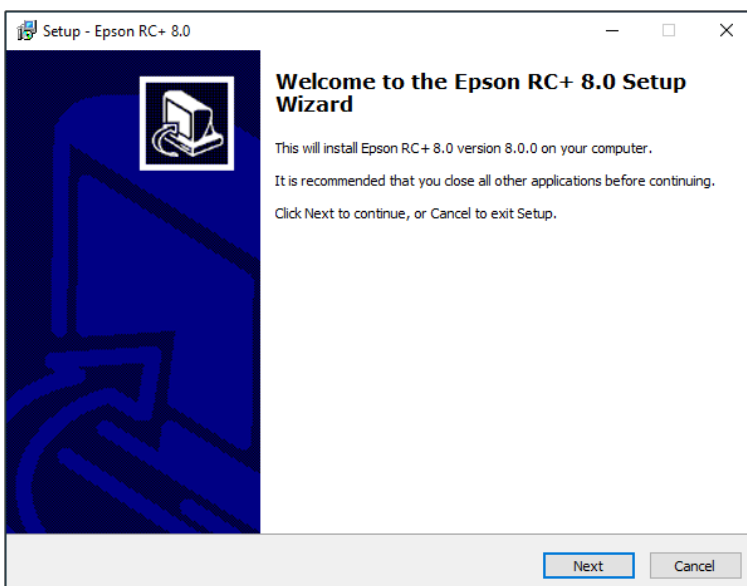 Setup - Epson RC+ 8.0
Welcome to the Epson RC+ 8.0 Setup
Wizard
This will install Epson RC+ 8.0 version 8.0.0 on your computer.
It is recommended that you close all other applications before continuing.
Click Next to continue, or Cancel to exit Setup.
Next
Cancel